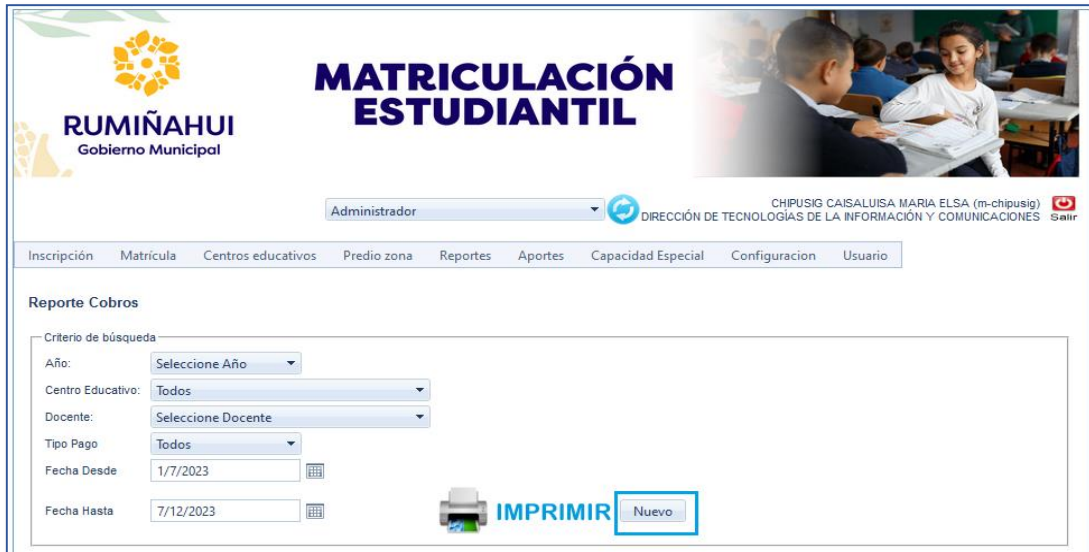 RUMIÑAHUI
Gobierno Municipal
MATRICULACIÓN
ESTUDIANTIL
Administrador
CHIPUSIG CAISALUISA MARIA ELSA (m-chipusig)
DIRECCIÓN DE TECNOLOGÍAS DE LA INFORMACIÓN Y COMUNICACIONES
Salir
Inscripción Matrícula Centros educativos Predio zona Reportes Aportes Capacidad Especial Configuracion Usuario
Reporte Cobros
Criterio de búsqueda
Año: Seleccione Año
Centro Educativo: Todos
Docente: Seleccione Docente
Tipo Pago Todos
Fecha Desde 1/7/2023
Fecha Hasta 7/12/2023 IMPRIMIR Nuevo